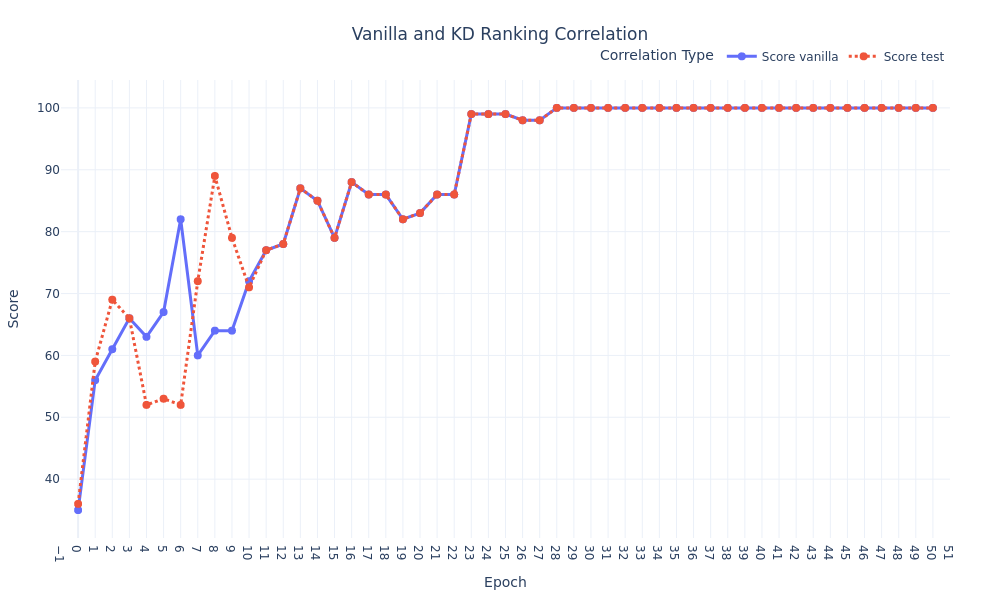 Vanilla and KD Ranking Correlation
Correlation Type Score vanilla Score test
100
90
80
70
60
50
40
Score
−1 0 1 2 3 4 5 6 7 8 9 10 11 12 13 14 15 16 17 18 19 20 21 22 23 24 25 26 27 28 29 30 31 32 33 34 35 36 37 38 39 40 41 42 43 44 45 46 47 48 49 50 51
Epoch